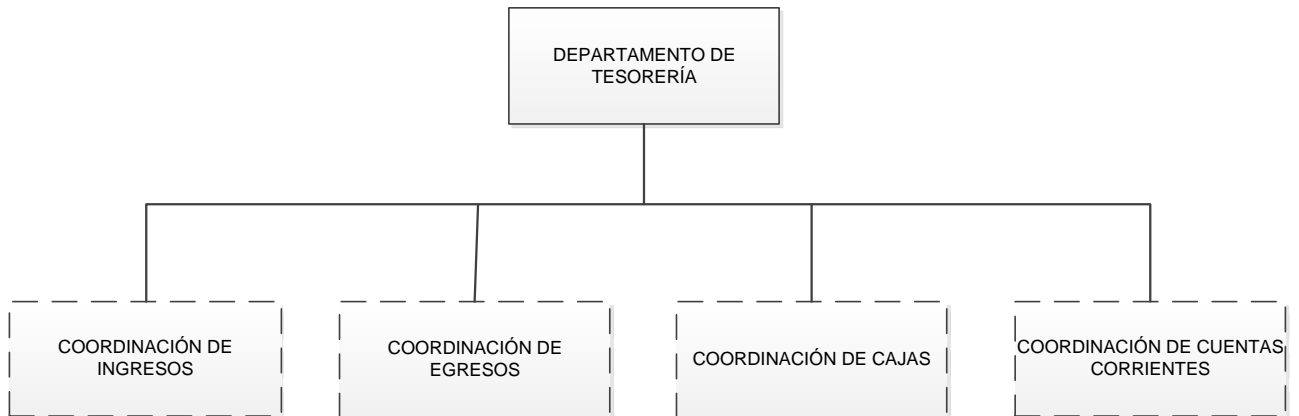 DEPARTAMENTO DE
TESORERÍA
COORDINACIÓN DE
INGRESOS
COORDINACIÓN DE
EGRESOS
COORDINACIÓN DE CAJAS
COORDINACIÓN DE CUENTAS
CORRIENTES